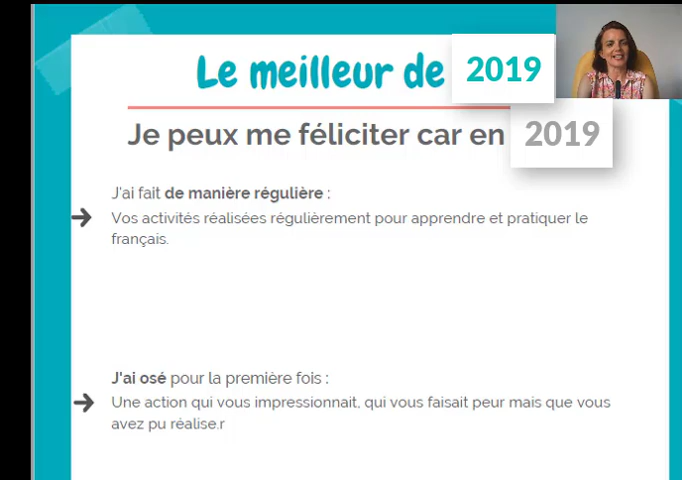 Le meilleur de 2019
Je peux me féliciter car en 2019
J'ai fait de manière régulière :
Vos activités réalisées régulièrement pour apprendre et pratiquer le
français.
J'ai osé pour la première fois :
Une action qui vous impressionnait, qui vous faisait peur mais que vous
avez pu réalise.r